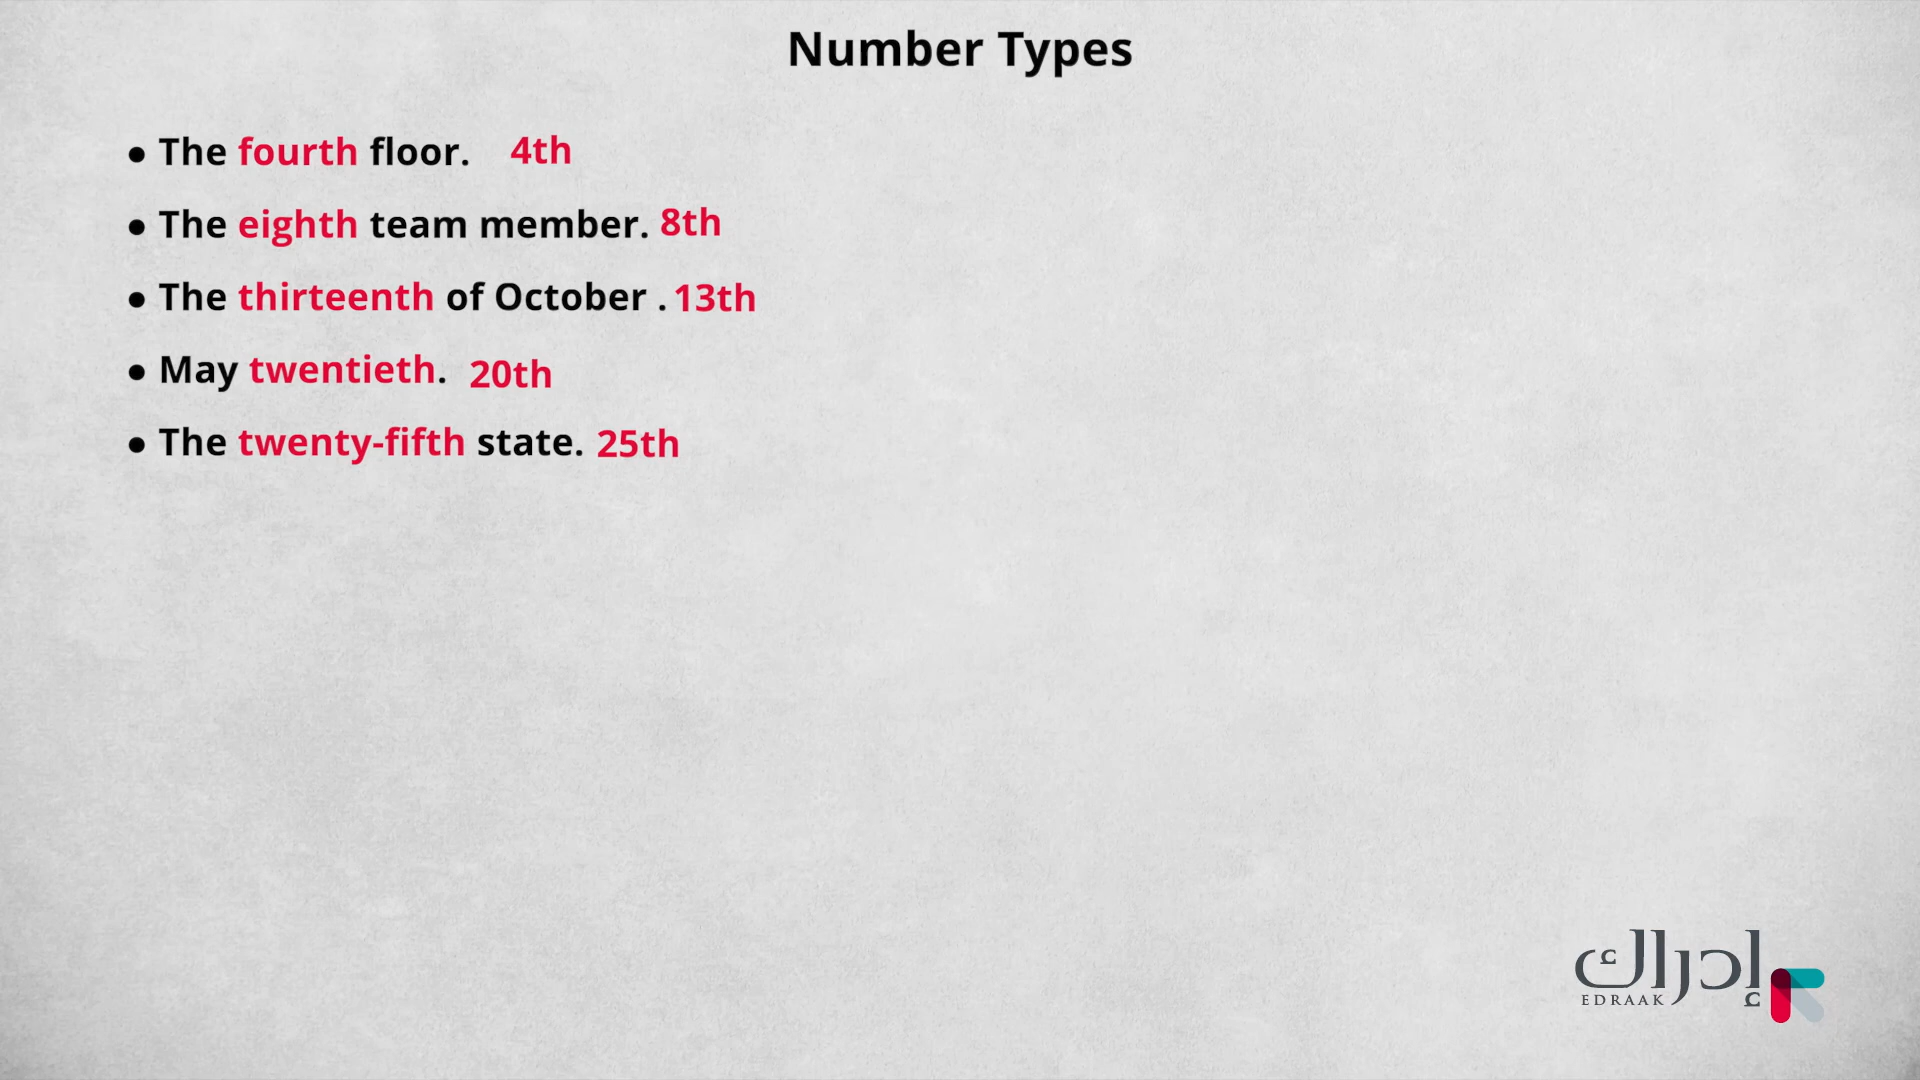 Number Types
• The fourth floor. 4th
• The eighth team member. 8th
• The thirteenth of October . 13th
• May twentieth. 20th
• The twenty-fifth state. 25th
إدراك
EDRAAK